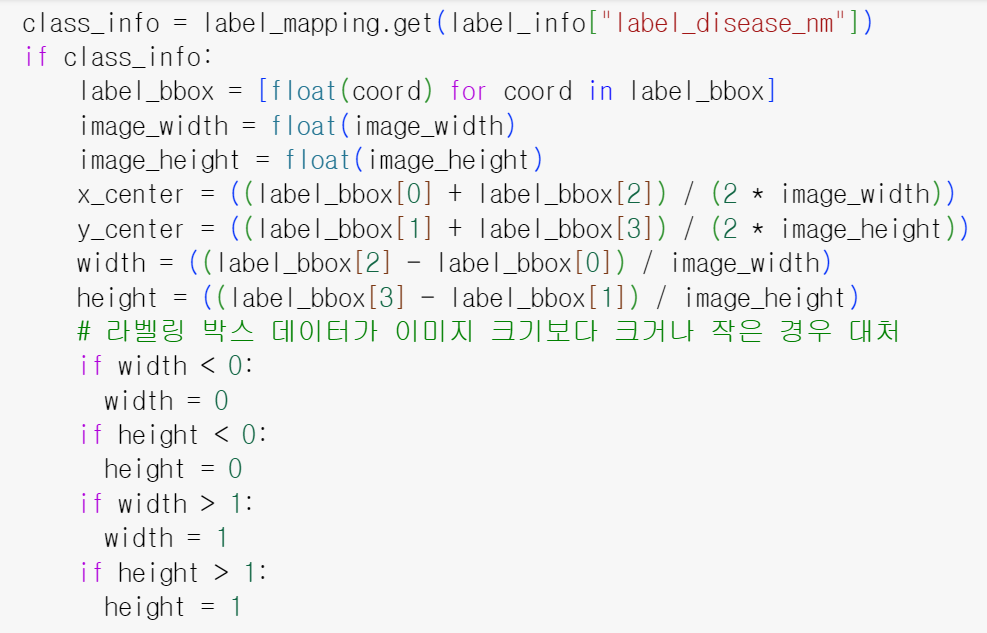 class_info = label_mapping.get(label_info["label_disease_nm"])
if class_info:
    label_bbox = [float(coord) for coord in label_bbox]
    image_width = float(image_width)
    image_height = float(image_height)
    x_center = ((label_bbox[0] + label_bbox[2]) / (2 * image_width))
    y_center = ((label_bbox[1] + label_bbox[3]) / (2 * image_height))
    width = ((label_bbox[2] - label_bbox[0]) / image_width)
    height = ((label_bbox[3] - label_bbox[1]) / image_height)
    # 라벨링 박스 데이터가 이미지 크기보다 크거나 작은 경우 대처
    if width < 0:
      width = 0
    if height < 0:
      height = 0
    if width > 1:
      width = 1
    if height > 1:
      height = 1